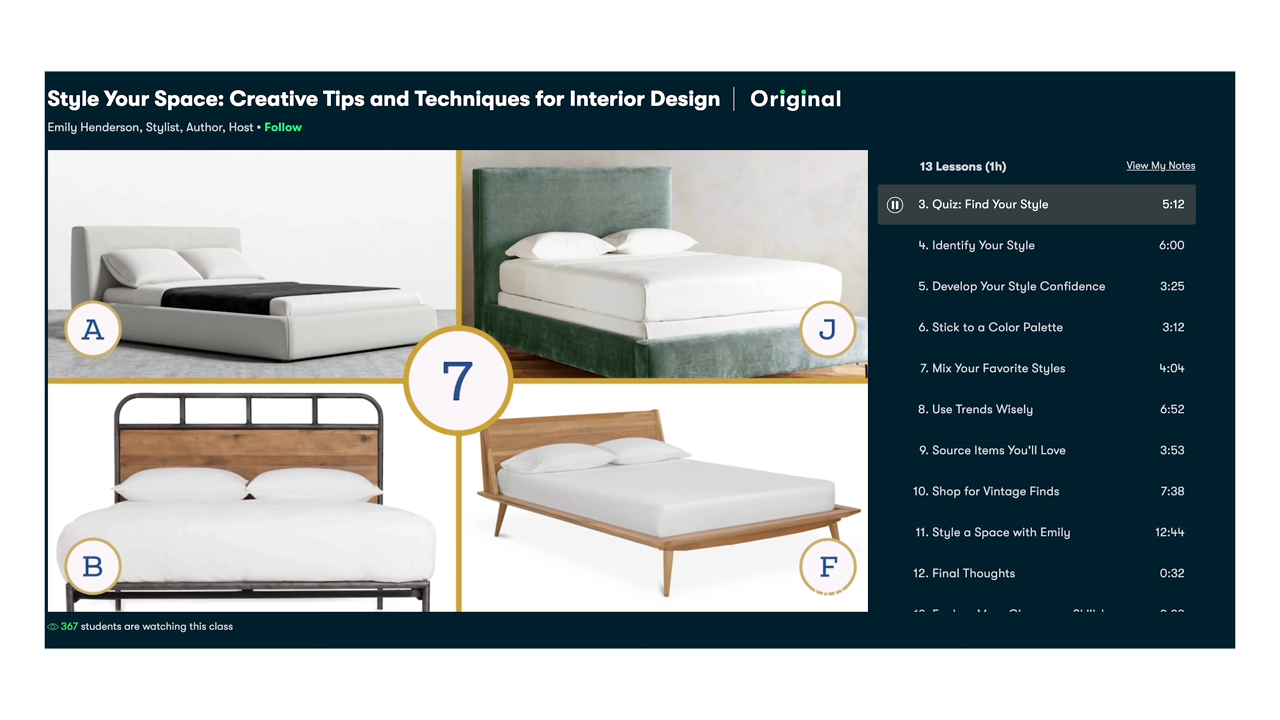 Style Your Space: Creative Tips and Techniques for Interior Design | Original
Emily Henderson, Stylist, Author, Host • Follow
A
J
7
B
F
367 students are watching this class
13 Lessons (1h) View My Notes
3. Quiz: Find Your Style 5:12
4. Identify Your Style 6:00
5. Develop Your Style Confidence 3:25
6. Stick to a Color Palette 3:12
7. Mix Your Favorite Styles 4:04
8. Use Trends Wisely 6:52
9. Source Items You'll Love 3:53
10. Shop for Vintage Finds 7:38
11. Style a Space with Emily 12:44
12. Final Thoughts 0:32